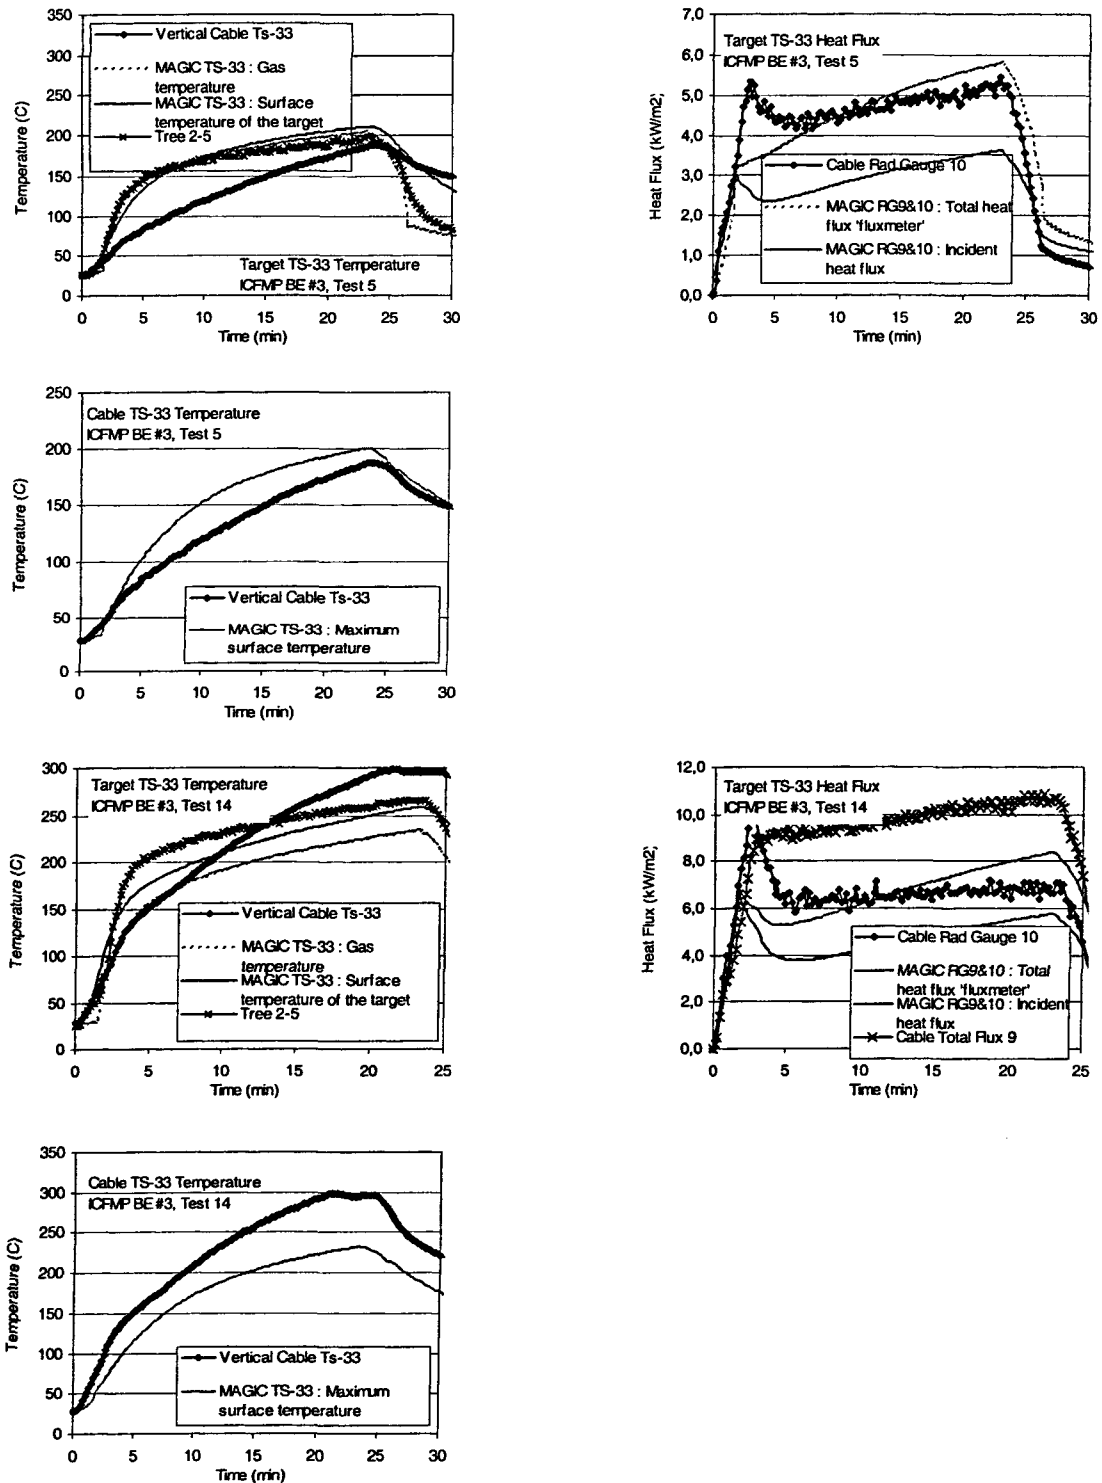 350
300
250
200
150
100
50
0
Temperature (C)
Vertical Cable Ts-33
MAGIC TS-33 : Gas
temperature
MAGIC TS-33 : Surface
temperature of the target
Tree 2-5
Target TS-33 Temperature
ICFMP BE #3, Test 5
0 5 10 15 20 25 30
Time (min)
7,0
6,0
5,0
4,0
3,0
2,0
1,0
0,0
Heat Flux (kW/m2;
Target TS-33 Heat Flux
ICFMP BE #3, Test 5
Cable Rad Gauge 10
MAGIC RG9&10 : Total heat
flux 'fluxmeter'
MAGIC RG9&10 : Incident
heat flux
0 5 10 15 20 25 30
Time (min)
250
200
150
100
50
0
Temperature (C)
Cable TS-33 Temperature
ICFMP BE #3, Test 5
Vertical Cable Ts-33
MAGIC TS-33 : Maximum
surface temperature
0 5 10 15 20 25 30
Time (min)
300
250
200
150
100
50
0
Temperature (C)
Target TS-33 Temperature
ICFMP BE #3, Test 14
Vertical Cable Ts-33
MAGIC TS-33 : Gas
temperature
MAGIC TS-33 : Surface
temperature of the target
Tree 2-5
0 5 10 15 20 25
Time (min)
12,0
10,0
8,0
6,0
4,0
2,0
0,0
Heat Flux (kW/m2;
Target TS-33 Heat Flux
ICFMP BE #3, Test 14
Cable Rad Gauge 10
MAGIC RG9&10 : Total
heat flux 'fluxmeter'
MAGIC RG9&10 : Incident
heat flux
Cable Total Flux 9
0 5 10 15 20 25
Time (min)
350
300
250
200
150
100
50
0
Temperature (C)
Cable TS-33 Temperature
ICFMP BE #3, Test 14
Vertical Cable Ts-33
MAGIC TS-33 : Maximum
surface temperature
0 5 10 15 20 25 30
Time (min)